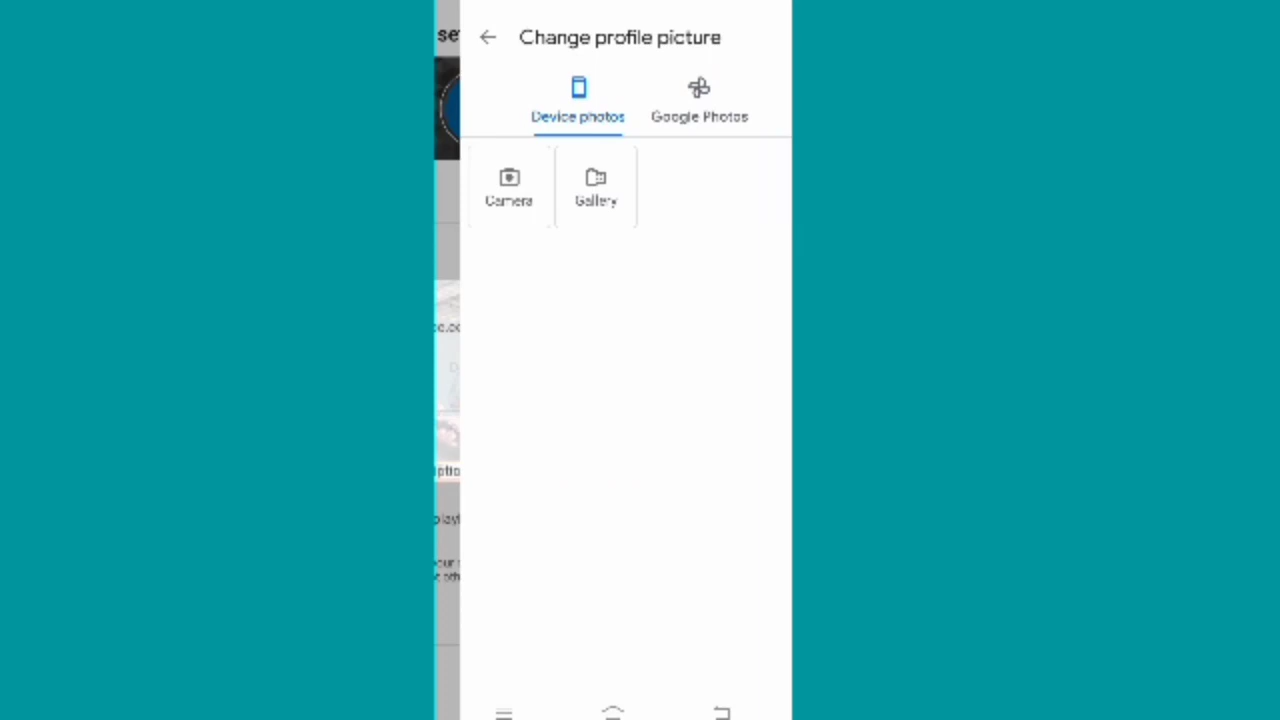 Change profile picture
Device photos
Google Photos
Camera
Gallery